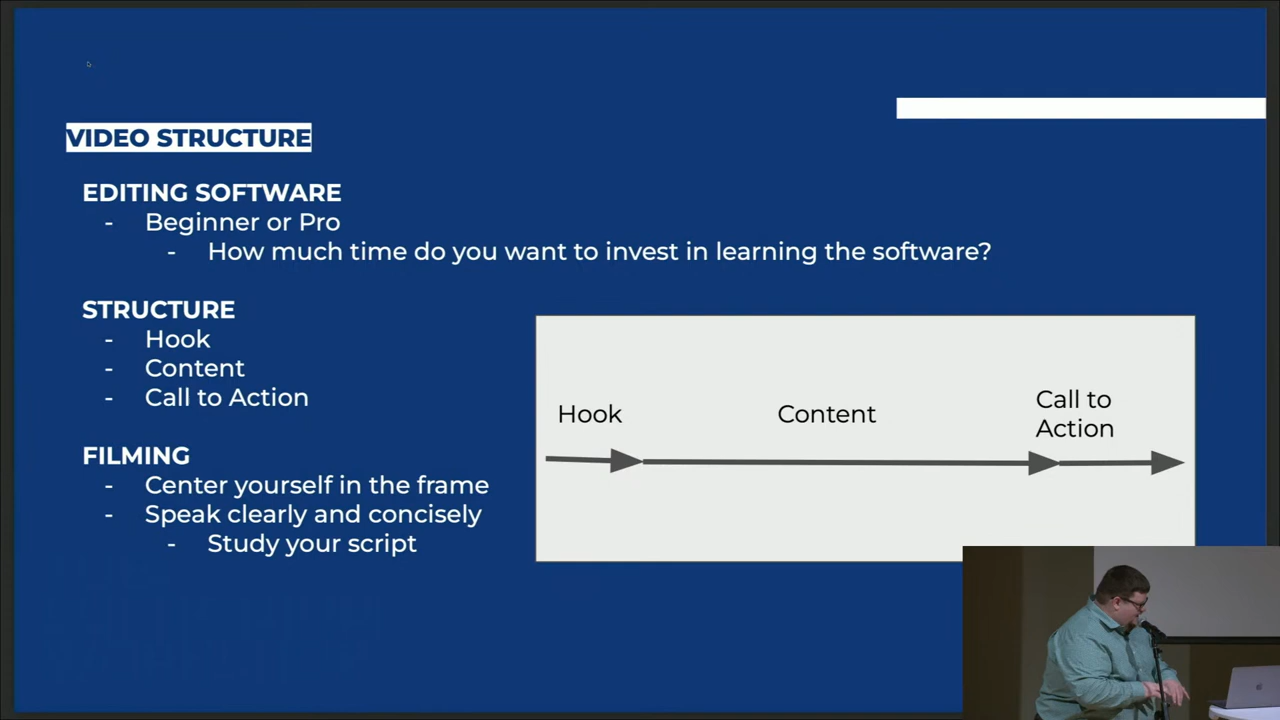 VIDEO STRUCTURE
EDITING SOFTWARE
- Beginner or Pro
- How much time do you want to invest in learning the software?
STRUCTURE
- Hook
- Content
- Call to Action
FILMING
- Center yourself in the frame
- Speak clearly and concisely
- Study your script
Hook
Content
Call to
Action